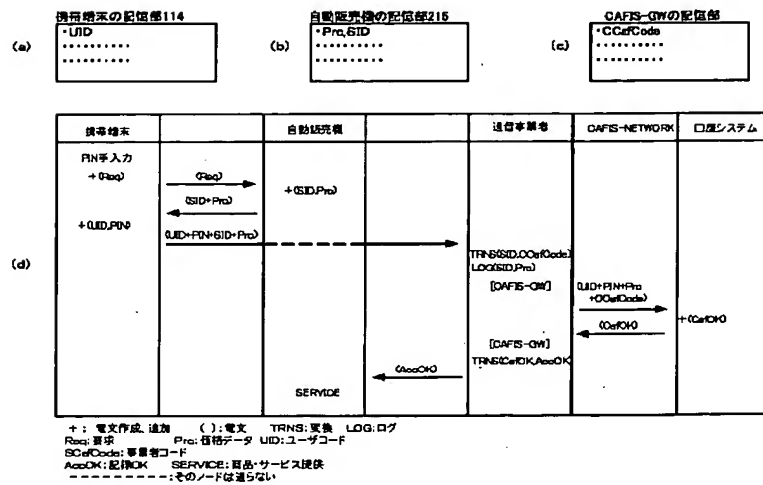 携帯端末の記憶部114
自動販売機の記憶部215
CAFIS-GWの記憶部
(a)
・UID
(b)
・Pro,SID
(c)
・CCafCode
携帯端末
自動販売機
通信事業者
CAFIS-NETWORK
口座システム
PIN手入力
+(Req)
(Req)
+(SID,Pro)
(SID+Pro)
+(UID,PIN)
(UID+PIN+SID+Pro)
(d)
TRNS(SID,CCafCode)
LOG(SID,Pro)
[CAFIS-GW]
(UID+PIN+Pro
+CCafCode)
(CafOK)
+(CafOK)
[CAFIS-GW]
TRNS(CafOK,AccOK)
(AccOK)
SERVICE
+: 電文作成、追加 ( ):電文 TRNS:変換 LOG:ログ
Req:要求 Pro:価格データ UID:ユーザコード
SCafCode:事業者コード
AccOK:記録OK SERVICE:商品・サービス提供
----------:そのノードは通らない